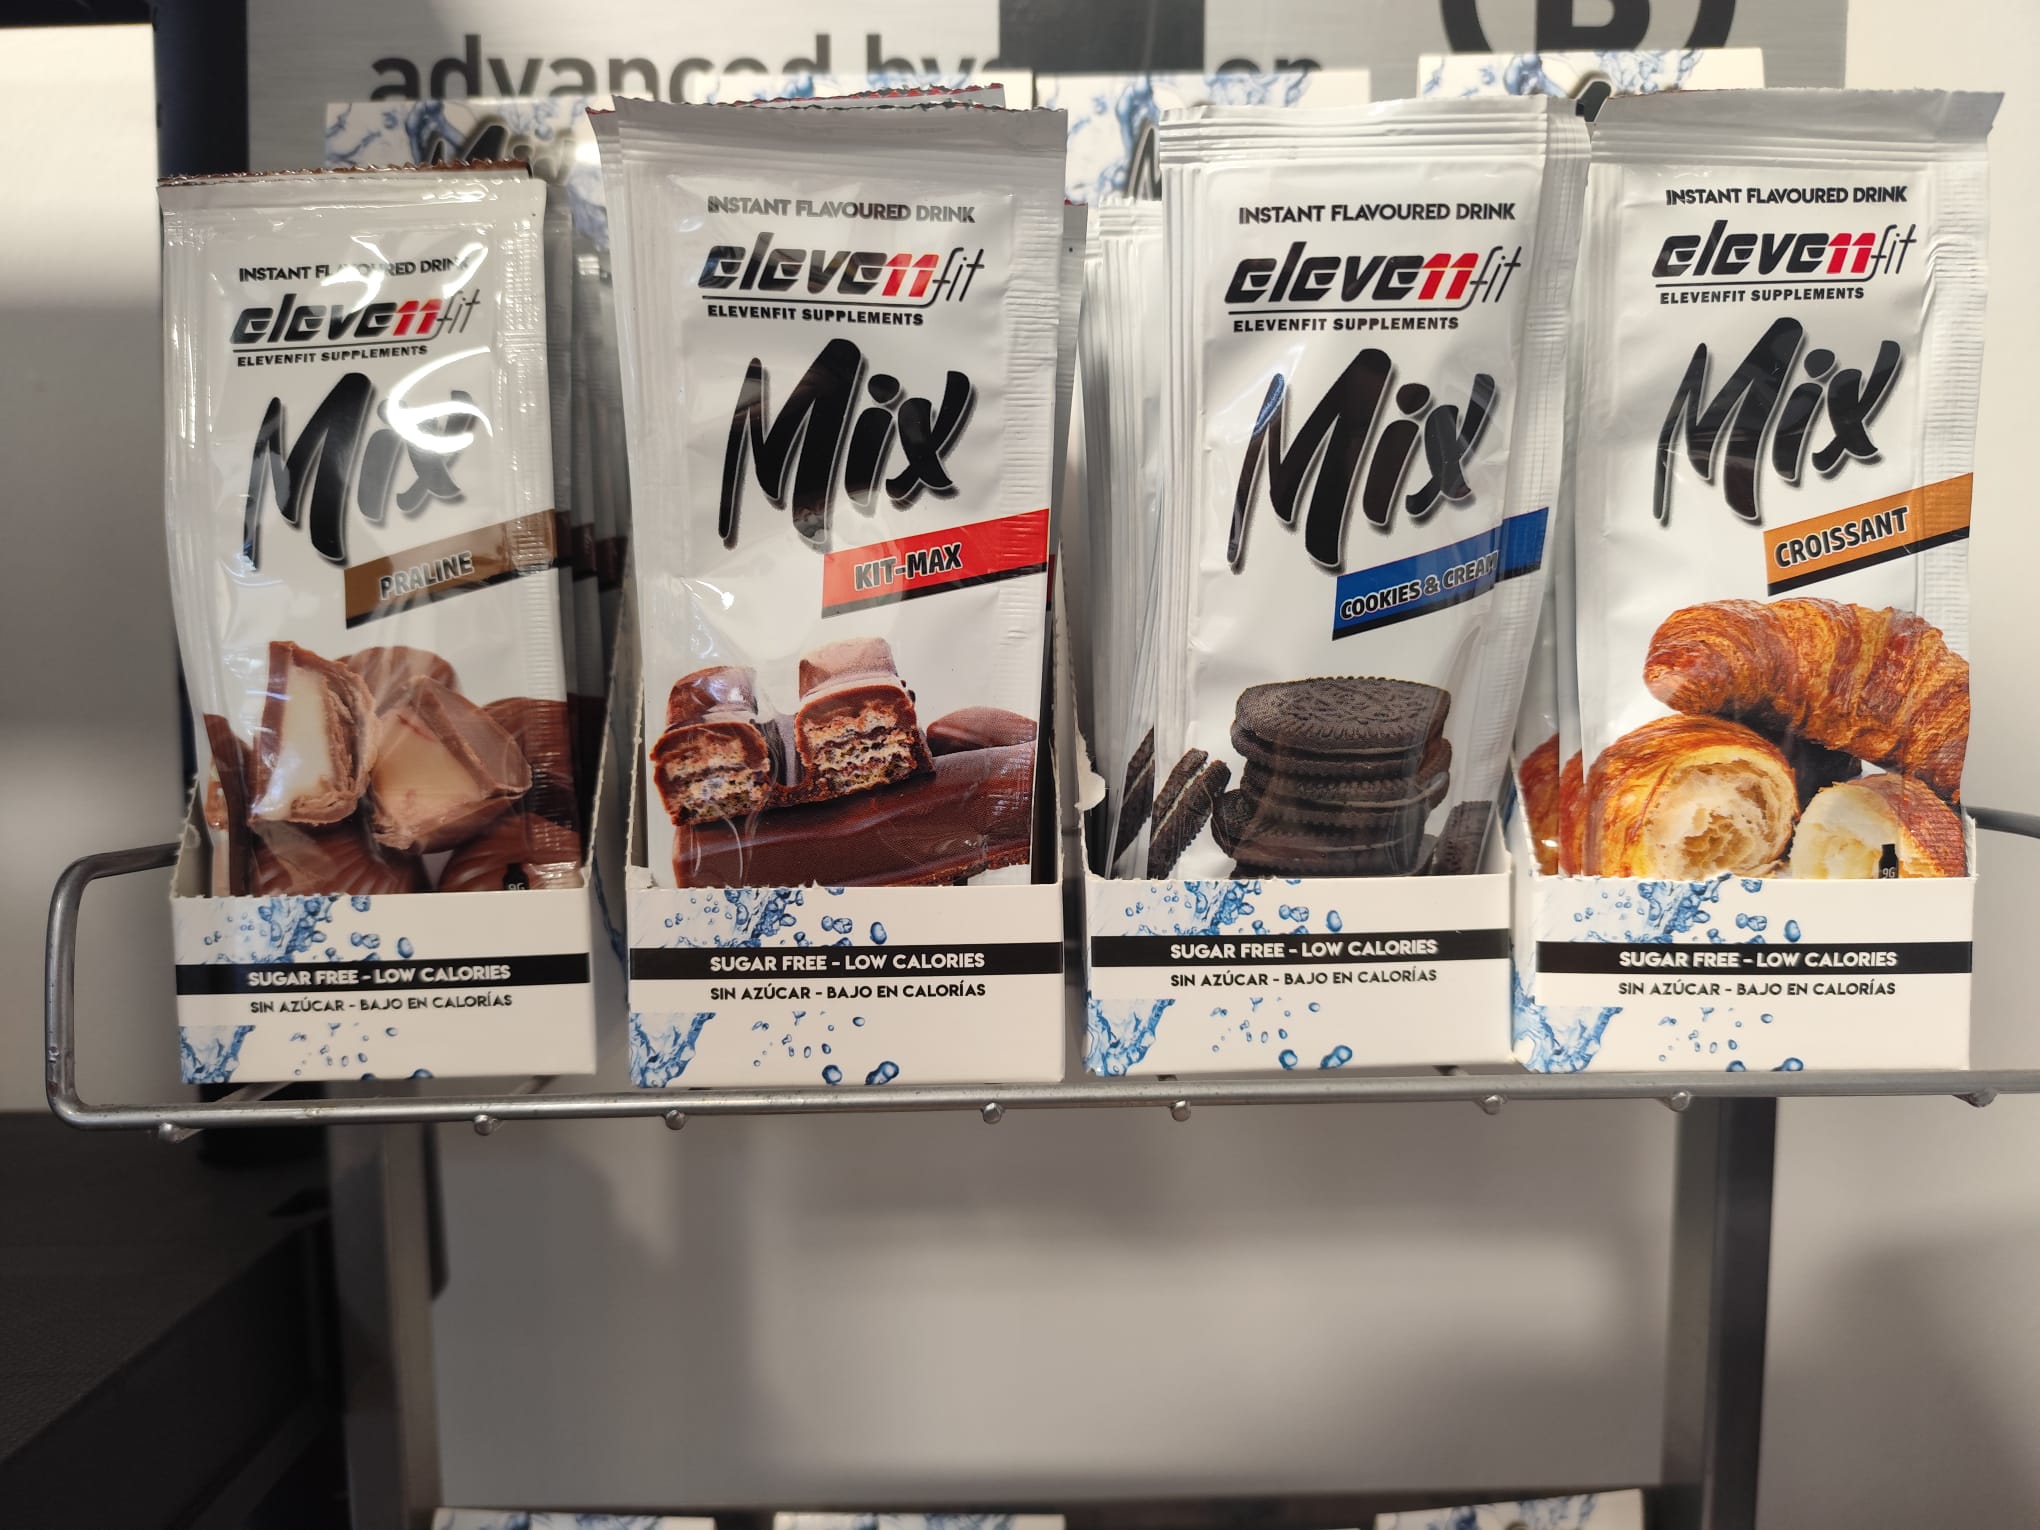 advanced
B
INSTANT FLAVOURED DRINK
eleve11fit
ELEVENFIT SUPPLEMENTS
Mix
PRALINE
9G
SUGAR FREE - LOW CALORIES
SIN AZÚCAR - BAJO EN CALORÍAS
INSTANT FLAVOURED DRINK
eleve11fit
ELEVENFIT SUPPLEMENTS
Mix
KIT-MAX
SUGAR FREE - LOW CALORIES
SIN AZÚCAR - BAJO EN CALORÍAS
INSTANT FLAVOURED DRINK
eleve11fit
ELEVENFIT SUPPLEMENTS
Mix
COOKIES & CREAM
SUGAR FREE - LOW CALORIES
SIN AZÚCAR - BAJO EN CALORÍAS
INSTANT FLAVOURED DRINK
eleve11fit
ELEVENFIT SUPPLEMENTS
Mix
CROISSANT
9G
SUGAR FREE - LOW CALORIES
SIN AZÚCAR - BAJO EN CALORÍAS